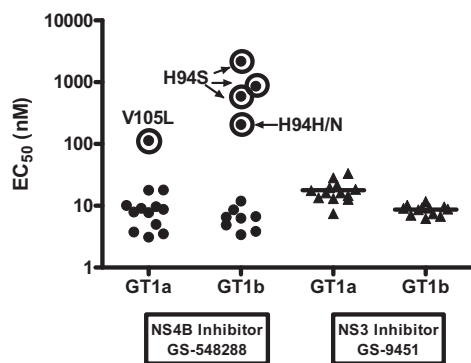 10000
1000
100
10
1
EC50 (nM)
H94S
V105L
H94H/N
GT1a
GT1b
GT1a
GT1b
NS4B Inhibitor
GS-548288
NS3 Inhibitor
GS-9451